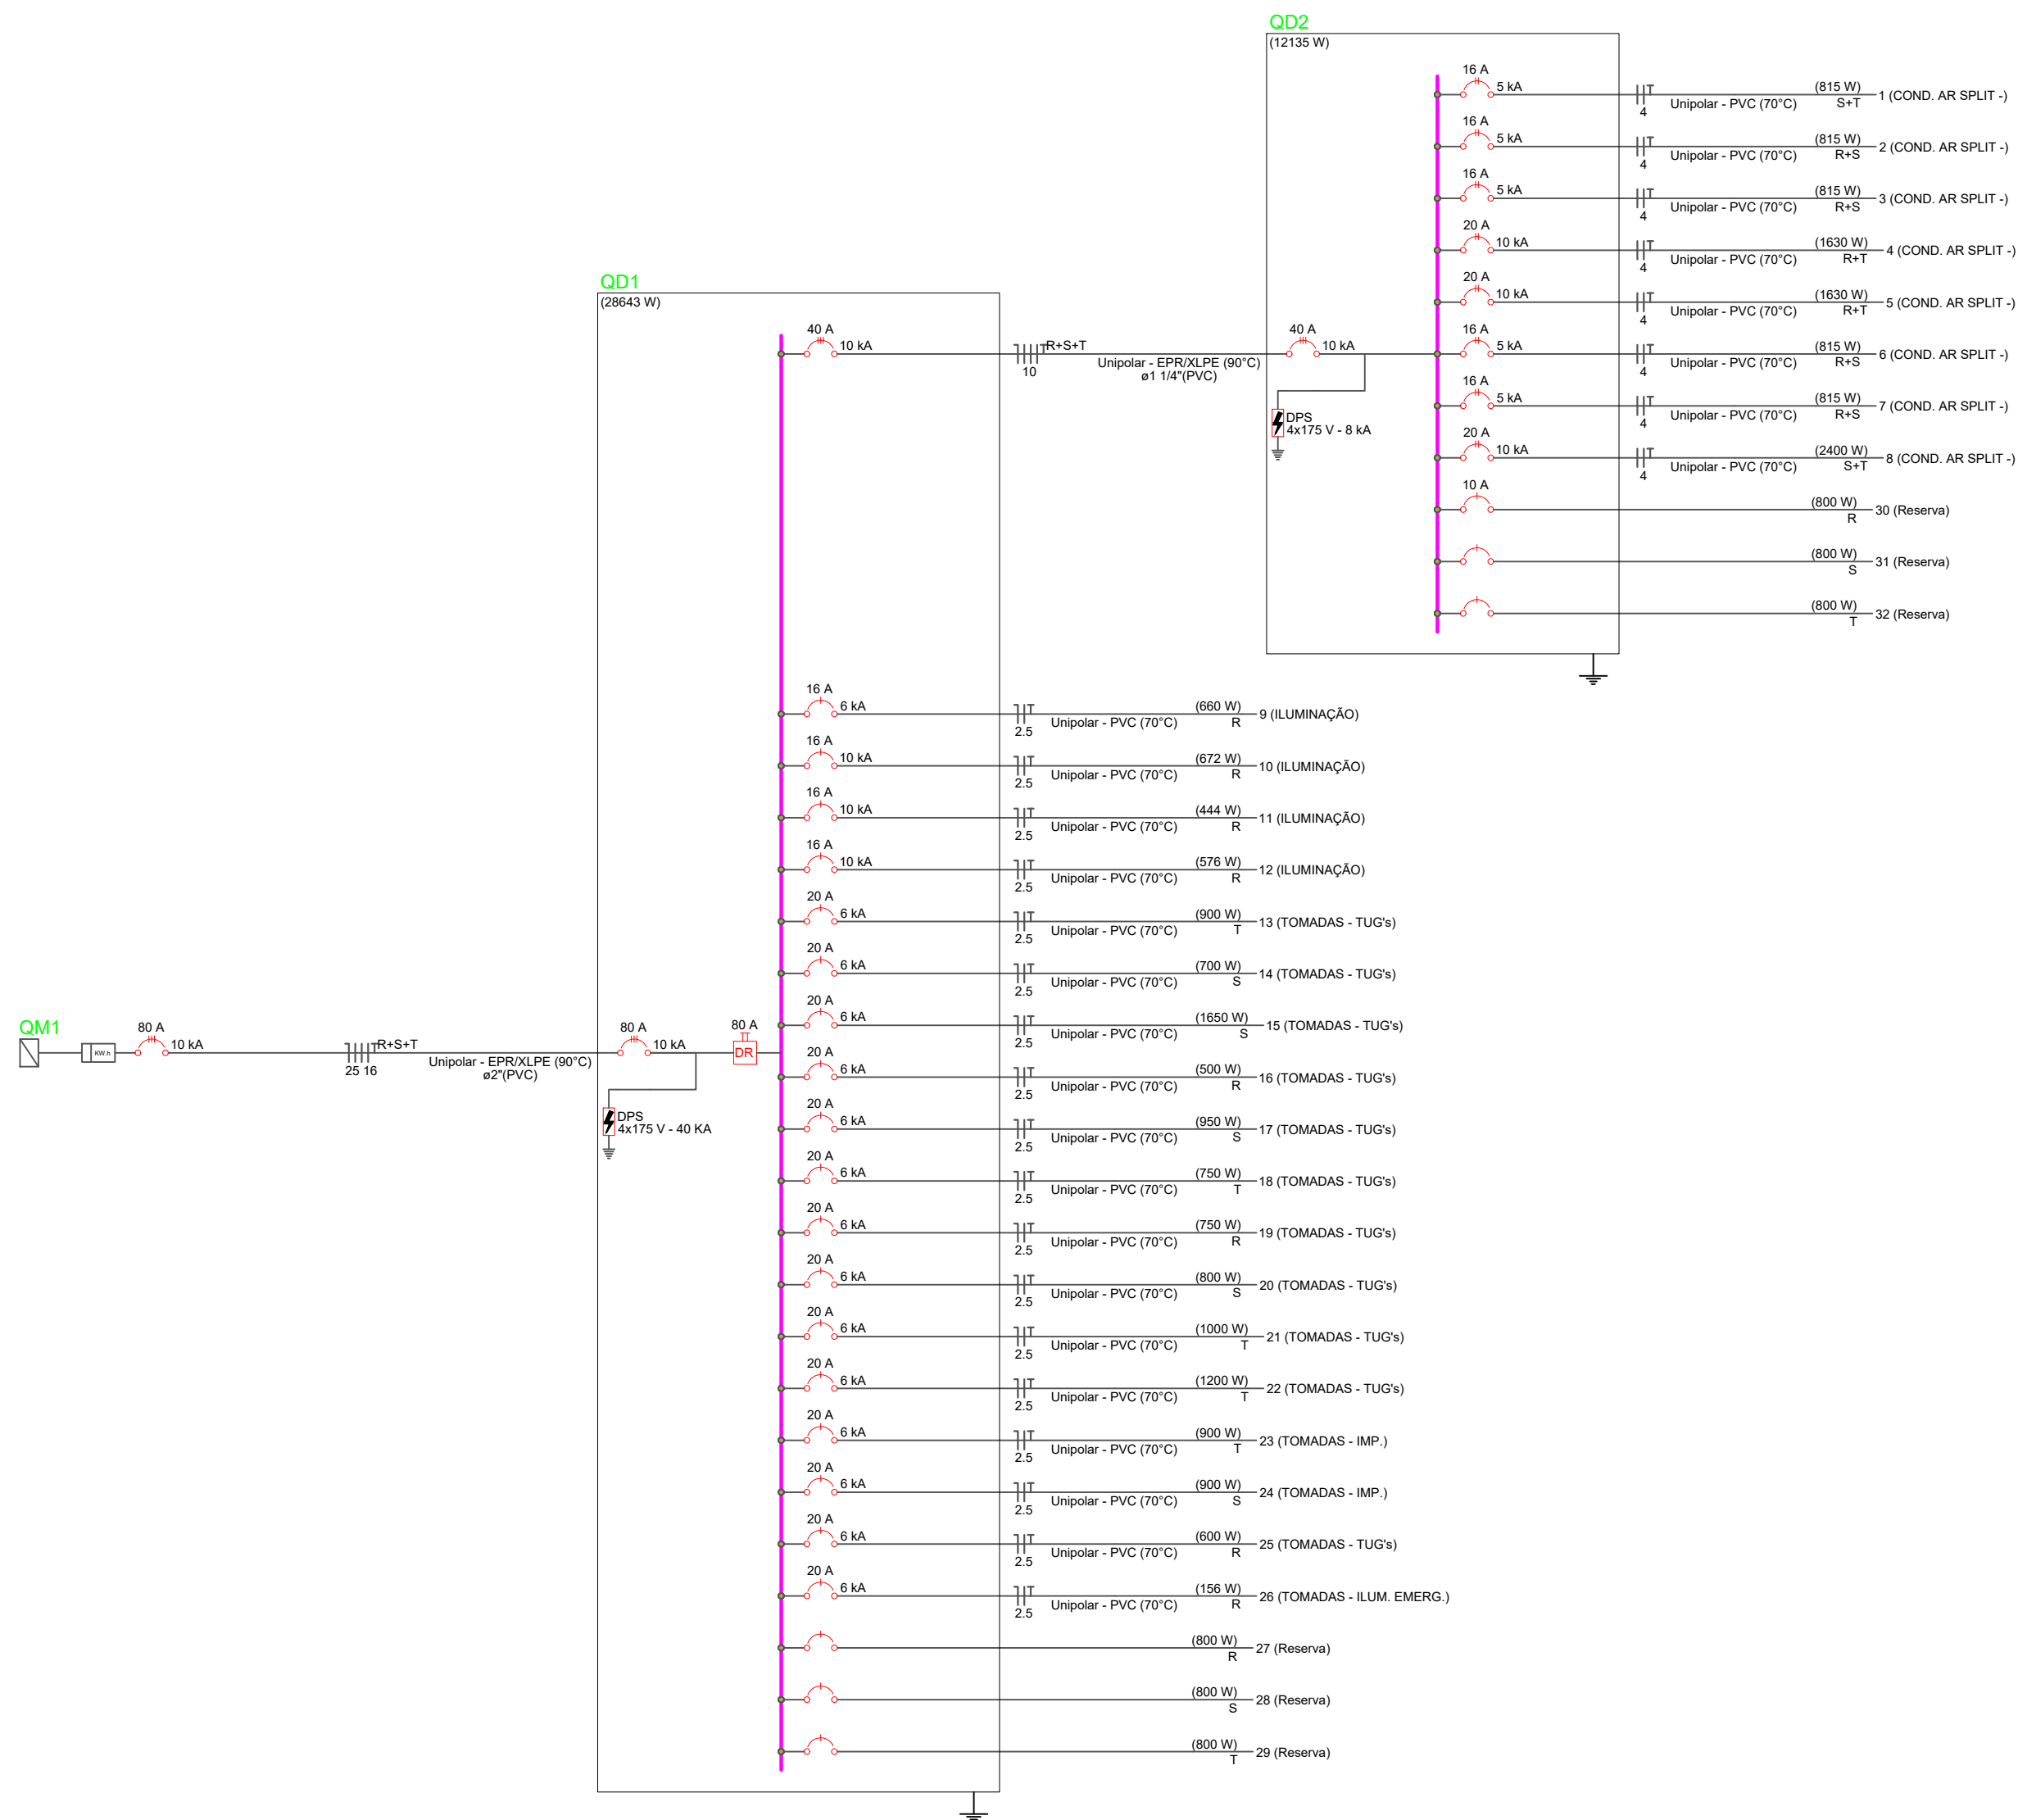 QD2
(12135 W)
16 A
5 kA
4
Unipolar - PVC (70°C)
(815 W)
S+T
1 (COND. AR SPLIT -)
16 A
5 kA
4
Unipolar - PVC (70°C)
(815 W)
R+S
2 (COND. AR SPLIT -)
16 A
5 kA
4
Unipolar - PVC (70°C)
(815 W)
R+S
3 (COND. AR SPLIT -)
20 A
10 kA
4
Unipolar - PVC (70°C)
(1630 W)
R+T
4 (COND. AR SPLIT -)
20 A
10 kA
4
Unipolar - PVC (70°C)
(1630 W)
R+T
5 (COND. AR SPLIT -)
16 A
5 kA
4
Unipolar - PVC (70°C)
(815 W)
R+S
6 (COND. AR SPLIT -)
16 A
5 kA
4
Unipolar - PVC (70°C)
(815 W)
R+S
7 (COND. AR SPLIT -)
20 A
10 kA
4
Unipolar - PVC (70°C)
(2400 W)
S+T
8 (COND. AR SPLIT -)
10 A
(800 W)
R
30 (Reserva)
(800 W)
S
31 (Reserva)
(800 W)
T
32 (Reserva)
40 A
10 kA
DPS
4x175 V - 8 kA
QD1
(28643 W)
40 A
10 kA
R+S+T
10
Unipolar - EPR/XLPE (90°C)
ø1 1/4"(PVC)
16 A
6 kA
2.5
Unipolar - PVC (70°C)
(660 W)
R
9 (ILUMINAÇÃO)
16 A
10 kA
2.5
Unipolar - PVC (70°C)
(672 W)
R
10 (ILUMINAÇÃO)
16 A
10 kA
2.5
Unipolar - PVC (70°C)
(444 W)
R
11 (ILUMINAÇÃO)
16 A
10 kA
2.5
Unipolar - PVC (70°C)
(576 W)
R
12 (ILUMINAÇÃO)
20 A
6 kA
2.5
Unipolar - PVC (70°C)
(900 W)
T
13 (TOMADAS - TUG's)
20 A
6 kA
2.5
Unipolar - PVC (70°C)
(700 W)
S
14 (TOMADAS - TUG's)
20 A
6 kA
2.5
Unipolar - PVC (70°C)
(1650 W)
S
15 (TOMADAS - TUG's)
20 A
6 kA
2.5
Unipolar - PVC (70°C)
(500 W)
R
16 (TOMADAS - TUG's)
20 A
6 kA
2.5
Unipolar - PVC (70°C)
(950 W)
S
17 (TOMADAS - TUG's)
20 A
6 kA
2.5
Unipolar - PVC (70°C)
(750 W)
T
18 (TOMADAS - TUG's)
20 A
6 kA
2.5
Unipolar - PVC (70°C)
(750 W)
R
19 (TOMADAS - TUG's)
20 A
6 kA
2.5
Unipolar - PVC (70°C)
(800 W)
S
20 (TOMADAS - TUG's)
20 A
6 kA
2.5
Unipolar - PVC (70°C)
(1000 W)
T
21 (TOMADAS - TUG's)
20 A
6 kA
2.5
Unipolar - PVC (70°C)
(1200 W)
T
22 (TOMADAS - TUG's)
20 A
6 kA
2.5
Unipolar - PVC (70°C)
(900 W)
T
23 (TOMADAS - IMP.)
20 A
6 kA
2.5
Unipolar - PVC (70°C)
(900 W)
S
24 (TOMADAS - IMP.)
20 A
6 kA
2.5
Unipolar - PVC (70°C)
(600 W)
R
25 (TOMADAS - TUG's)
20 A
6 kA
2.5
Unipolar - PVC (70°C)
(156 W)
R
26 (TOMADAS - ILUM. EMERG.)
(800 W)
R
27 (Reserva)
(800 W)
S
28 (Reserva)
(800 W)
T
29 (Reserva)
QM1
KW.h
80 A
10 kA
R+S+T
25 16
Unipolar - EPR/XLPE (90°C)
ø2"(PVC)
80 A
10 kA
80 A
DR
DPS
4x175 V - 40 KA